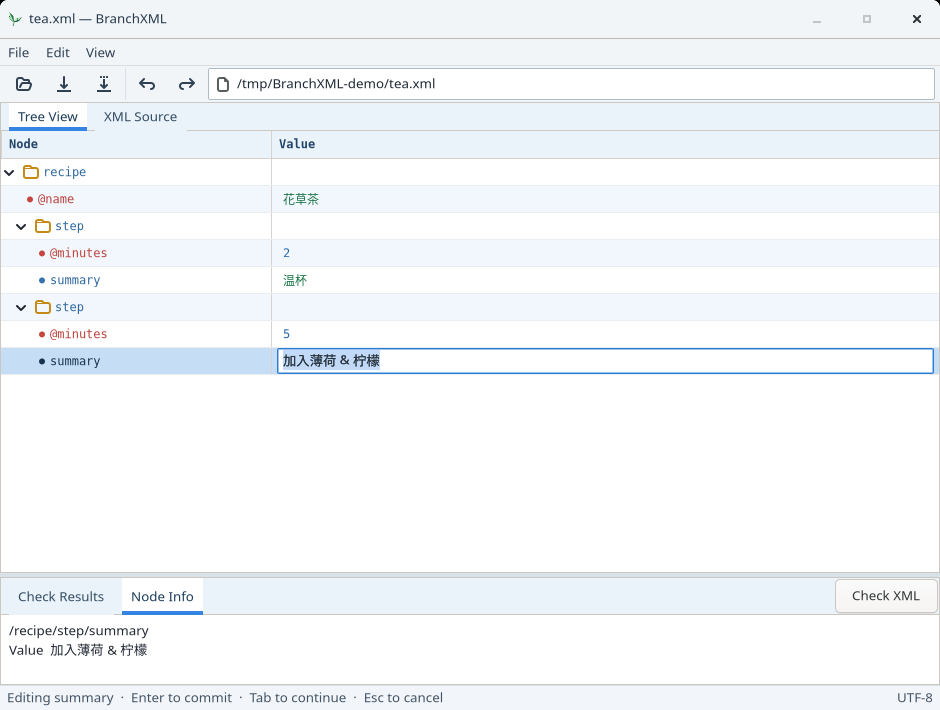 tea.xml — BranchXML
File Edit View
/tmp/BranchXML-demo/tea.xml
Tree View XML Source
Node Value
recipe
@name 花草茶
step
@minutes 2
summary 温杯
step
@minutes 5
summary 加入薄荷 & 柠檬
Check Results Node Info Check XML
/recipe/step/summary
Value 加入薄荷 & 柠檬
Editing summary · Enter to commit · Tab to continue · Esc to cancel UTF-8